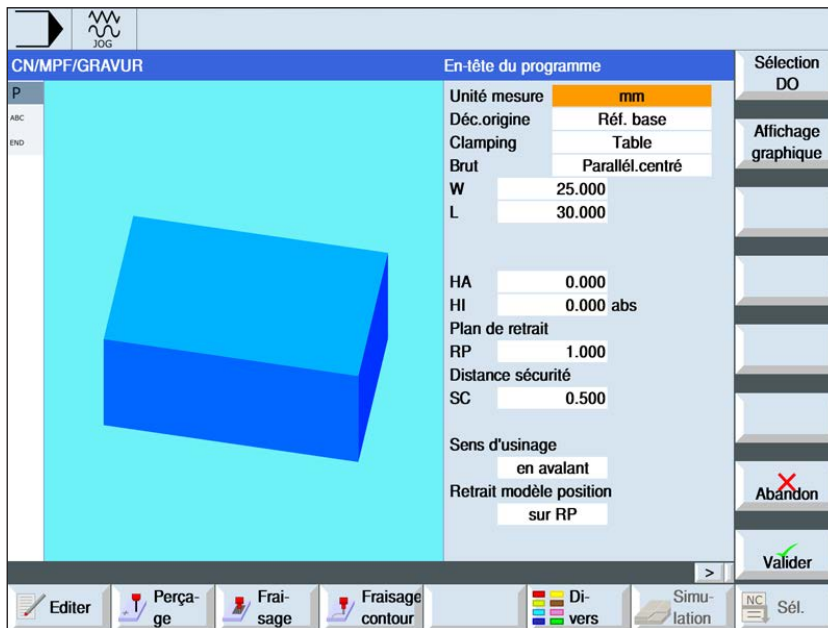 JOG
CN/MPF/GRAVUR
En-tête du programme
P
ABC
END
Unité mesure mm
Déc.origine Réf. base
Clamping Table
Brut Parallél.centré
W 25.000
L 30.000
HA 0.000
HI 0.000 abs
Plan de retrait
RP 1.000
Distance sécurité
SC 0.500
Sens d'usinage
en avalant
Retrait modèle position
sur RP
Sélection
DO
Affichage
graphique
Abandon
Valider
>
Editer
Perça-
ge
Frai-
sage
Fraisage
contour
Di-
vers
Simu-
lation
NC
Sél.